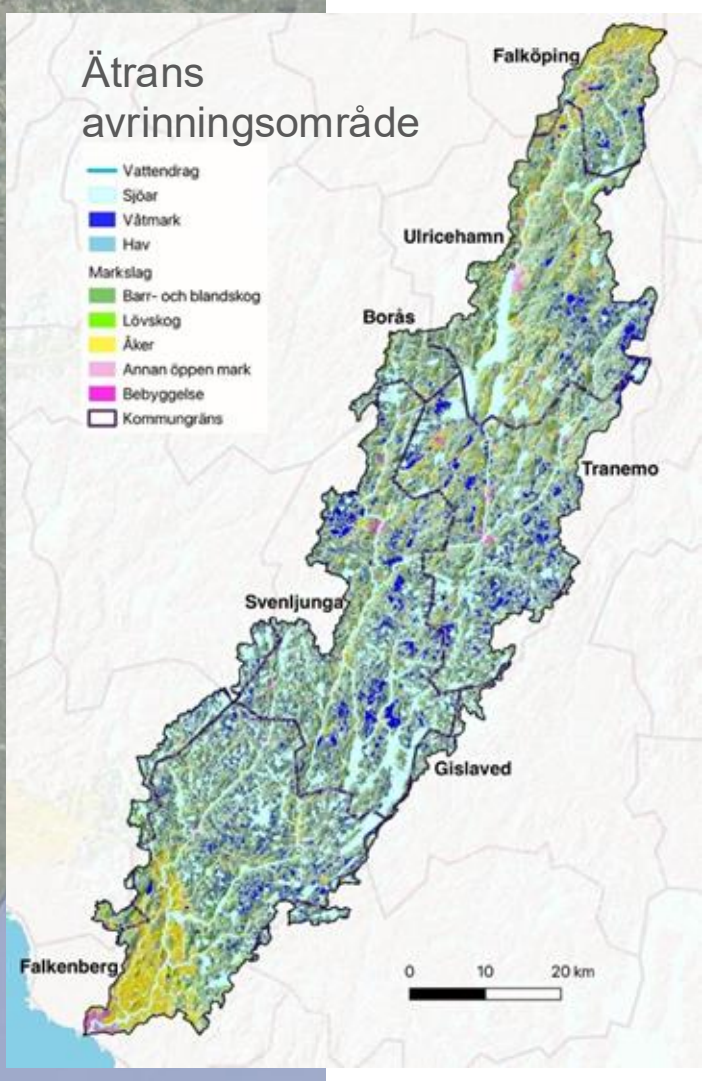 Ätrans
avrinningsområde
Vattendrag
Sjöar
Våtmark
Hav
Markslag
Barr- och blandskog
Lövskog
Åker
Annan öppen mark
Bebyggelse
Kommungräns
Falköping
Ulricehamn
Borås
Tranemo
Svenljunga
Gislaved
Falkenberg
0 10 20 km